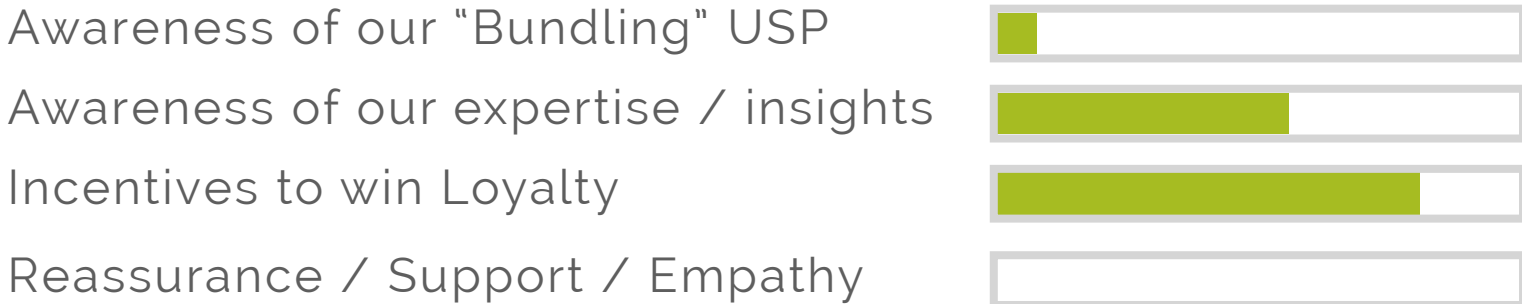 Awareness of our “Bundling” USP
Awareness of our expertise / insights
Incentives to win Loyalty
Reassurance / Support / Empathy